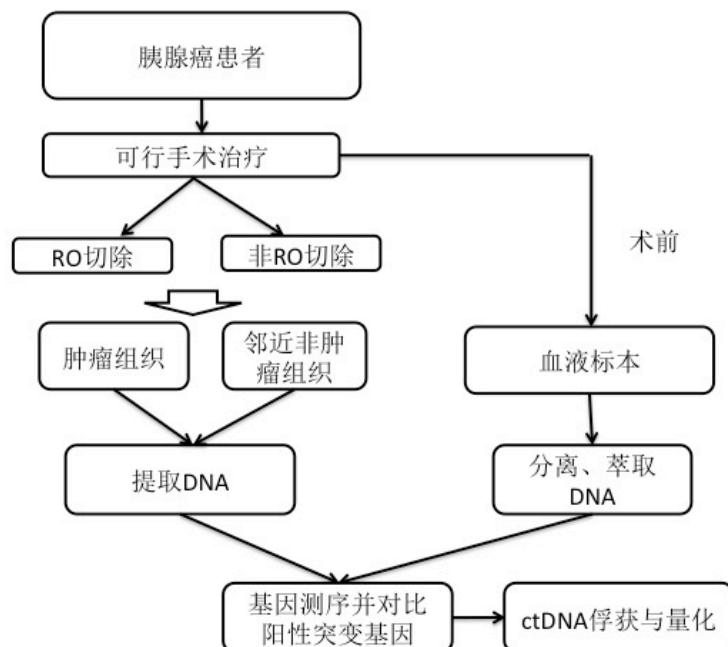 胰腺癌患者
可行手术治疗
RO切除
非RO切除
术前
肿瘤组织
邻近非肿
瘤组织
血液标本
提取DNA
分离、萃取
DNA
基因测序并对比
阳性突变基因
ctDNA俘获与量化